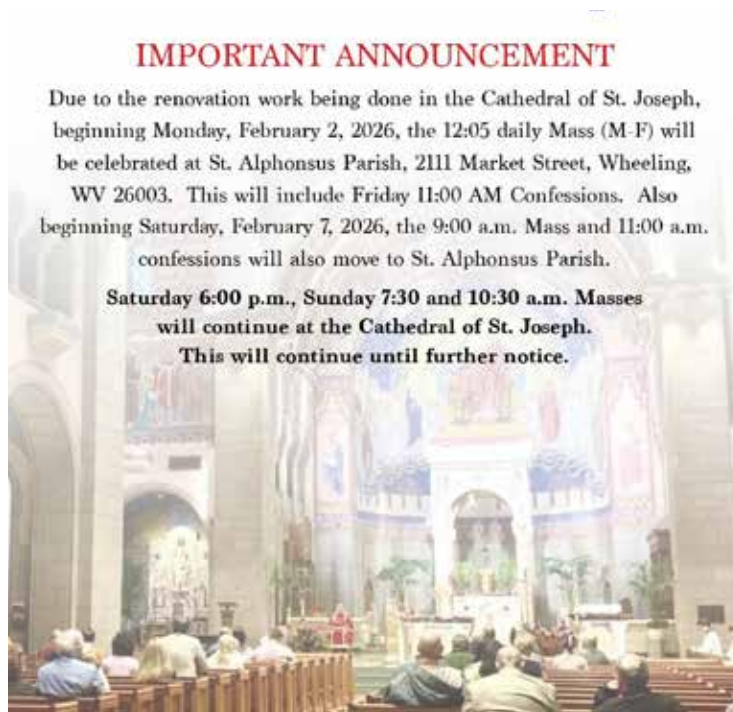 IMPORTANT ANNOUNCEMENT
Due to the renovation work being done in the Cathedral of St. Joseph,
beginning Monday, February 2, 2026, the 12:05 daily Mass (M-F) will
be celebrated at St. Alphonsus Parish, 2111 Market Street, Wheeling,
WV 26003.  This will include Friday 11:00 AM Confessions.  Also
beginning Saturday, February 7, 2026, the 9:00 a.m. Mass and 11:00 a.m.
confessions will also move to St. Alphonsus Parish.
Saturday 6:00 p.m., Sunday 7:30 and 10:30 a.m. Masses
will continue at the Cathedral of St. Joseph.
This will continue until further notice.